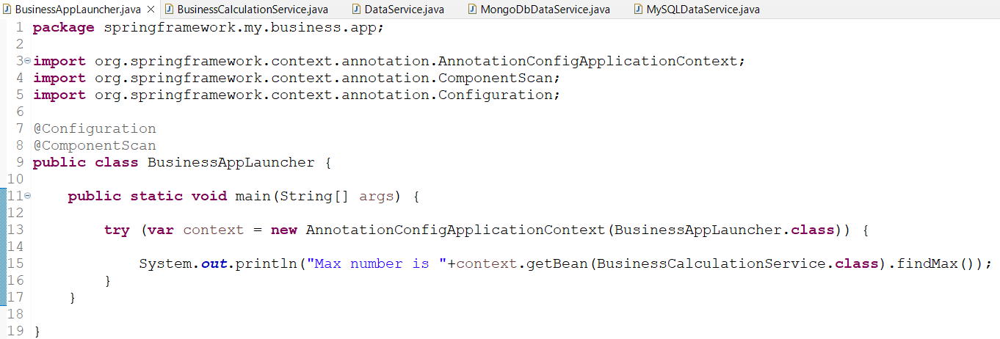 BusinessAppLauncher.java BusinessCalculationService.java DataService.java MongoDbDataService.java MySQLDataService.java
1 package springframework.my.business.app;
2
3 import org.springframework.context.annotation.AnnotationConfigApplicationContext;
4 import org.springframework.context.annotation.ComponentScan;
5 import org.springframework.context.annotation.Configuration;
6
7 @Configuration
8 @ComponentScan
9 public class BusinessAppLauncher {
10
11     public static void main(String[] args) {
12
13         try (var context = new AnnotationConfigApplicationContext(BusinessAppLauncher.class)) {
14
15             System.out.println("Max number is "+context.getBean(BusinessCalculationService.class).findMax());
16         }
17     }
18
19 }